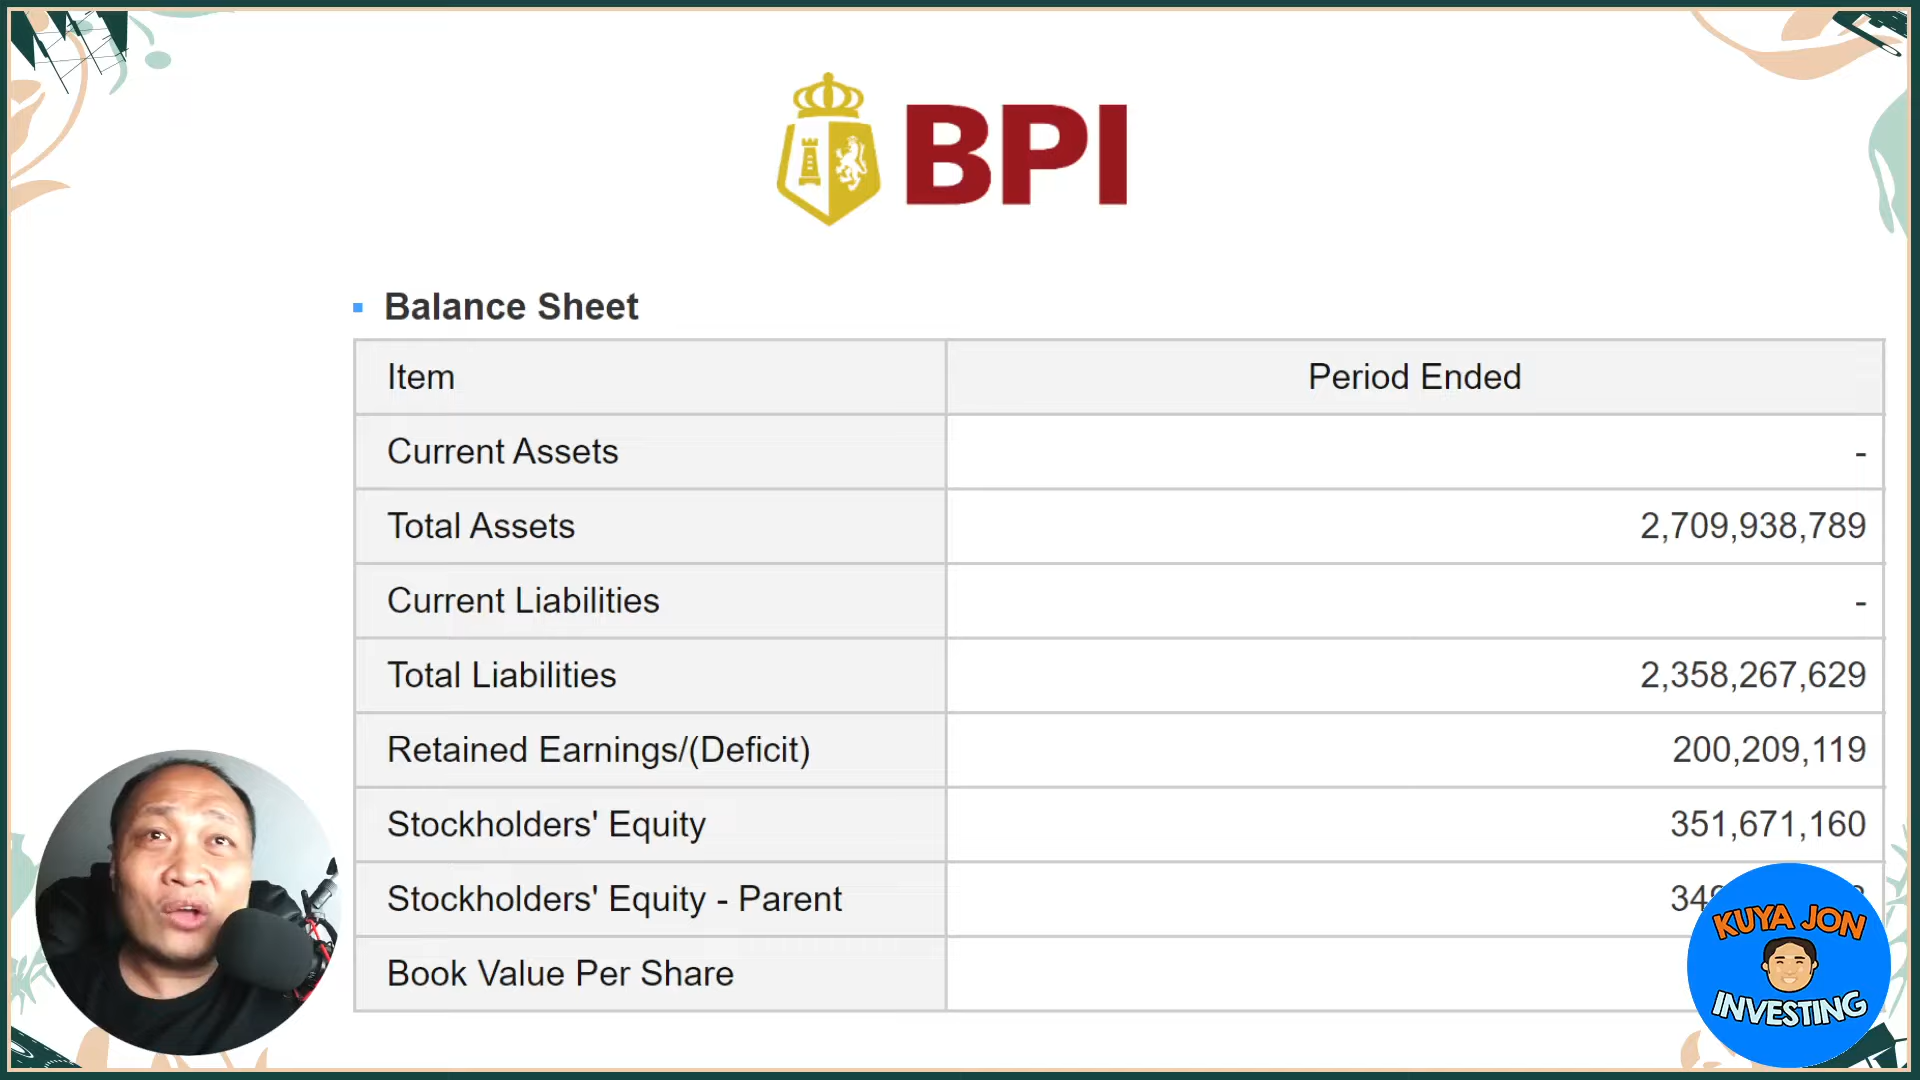 BPI
Balance Sheet
Item Period Ended
Current Assets -
Total Assets 2,709,938,789
Current Liabilities -
Total Liabilities 2,358,267,629
Retained Earnings/(Deficit) 200,209,119
Stockholders' Equity 351,671,160
Stockholders' Equity - Parent
Book Value Per Share
KUYA JON
INVESTING